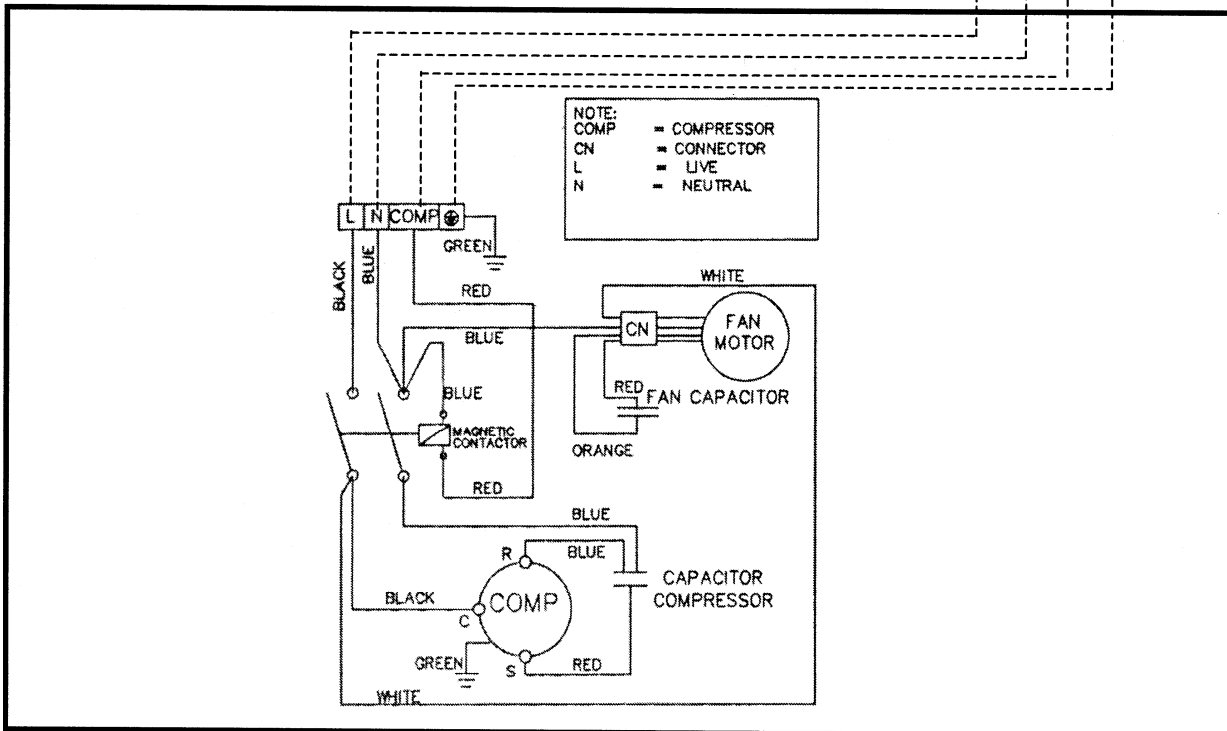 NOTE:
COMP = COMPRESSOR
CN = CONNECTOR
L = LIVE
N = NEUTRAL
L N COMP
GREEN
BLACK
BLUE
RED
WHITE
BLUE
CN
FAN
MOTOR
RED
FAN CAPACITOR
BLUE
MAGNETIC
CONTACTOR
ORANGE
RED
BLUE
R
BLUE
CAPACITOR
COMPRESSOR
BLACK
COMP
C
GREEN
S
RED
WHITE